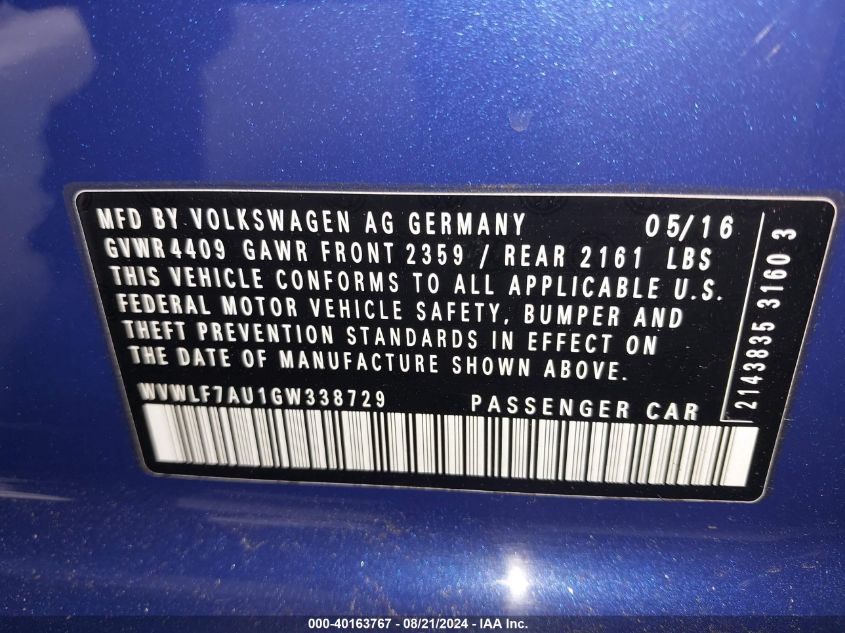 MFD BY VOLKSWAGEN AG GERMANY 05/16
GVWR 4409 GAWR FRONT 2359 / REAR 2161 LBS
THIS VEHICLE CONFORMS TO ALL APPLICABLE U.S.
FEDERAL MOTOR VEHICLE SAFETY, BUMPER AND
THEFT PREVENTION STANDARDS IN EFFECT ON
THE DATE OF MANUFACTURE SHOWN ABOVE.
WVWLF7AU1GW338729 PASSENGER CAR
2143835 3160 3
000-40163767 - 08/21/2024 - IAAI Inc.